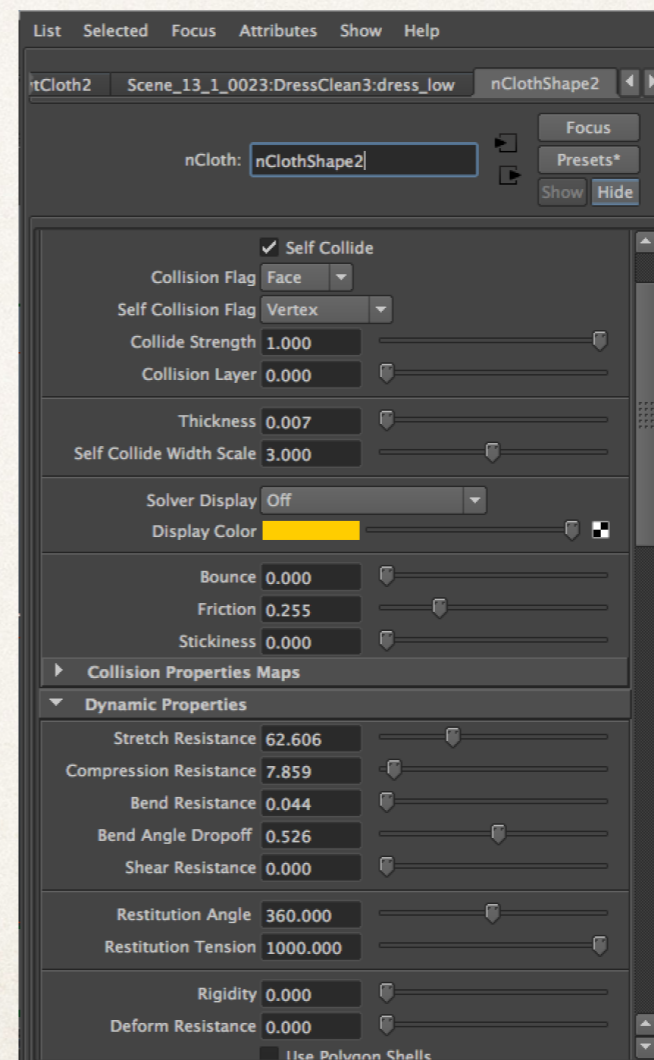 List Selected Focus Attributes Show Help
rtCloth2 Scene_13_1_0023:DressClean3:dress_low nClothShape2
Focus
nCloth: nClothShape2
Presets*
Show Hide
Self Collide
Collision Flag Face
Self Collision Flag Vertex
Collide Strength 1.000
Collision Layer 0.000
Thickness 0.007
Self Collide Width Scale 3.000
Solver Display Off
Display Color
Bounce 0.000
Friction 0.255
Stickiness 0.000
Collision Properties Maps
Dynamic Properties
Stretch Resistance 62.606
Compression Resistance 7.859
Bend Resistance 0.044
Bend Angle Dropoff 0.526
Shear Resistance 0.000
Restitution Angle 360.000
Restitution Tension 1000.000
Rigidity 0.000
Deform Resistance 0.000
Use Polygon Shells